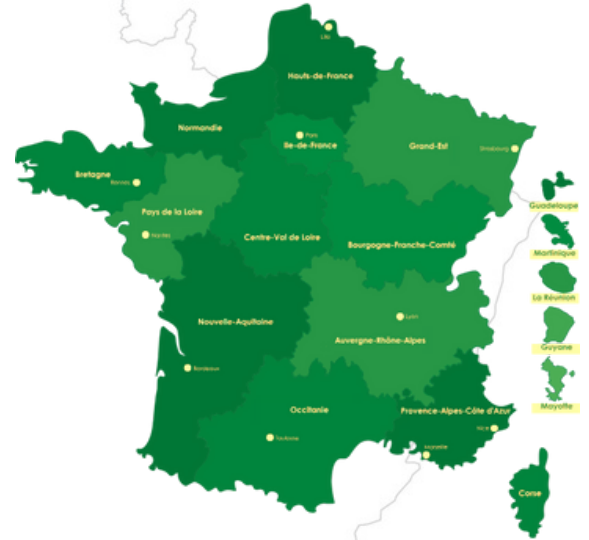 Lille
Hauts-de-France
Normandie
Paris
Ile-de-France
Grand-Est
Strasbourg
Bretagne
Rennes
Pays de la Loire
Nantes
Centre-Val de Loire
Bourgogne-Franche-Comté
Guadeloupe
Martinique
La Réunion
Guyane
Mayotte
Nouvelle-Aquitaine
Lyon
Auvergne-Rhône-Alpes
Bordeaux
Occitanie
Toulouse
Provence-Alpes-Côte d'Azur
Nice
Marseille
Corse